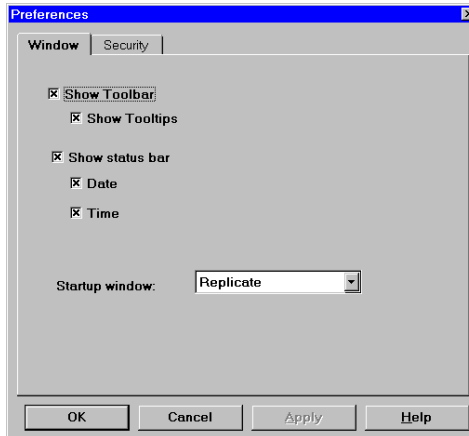 Preferences
Window Security
Show Toolbar
Show Tooltips
Show status bar
Date
Time
Startup window: Replicate
OK Cancel Apply Help